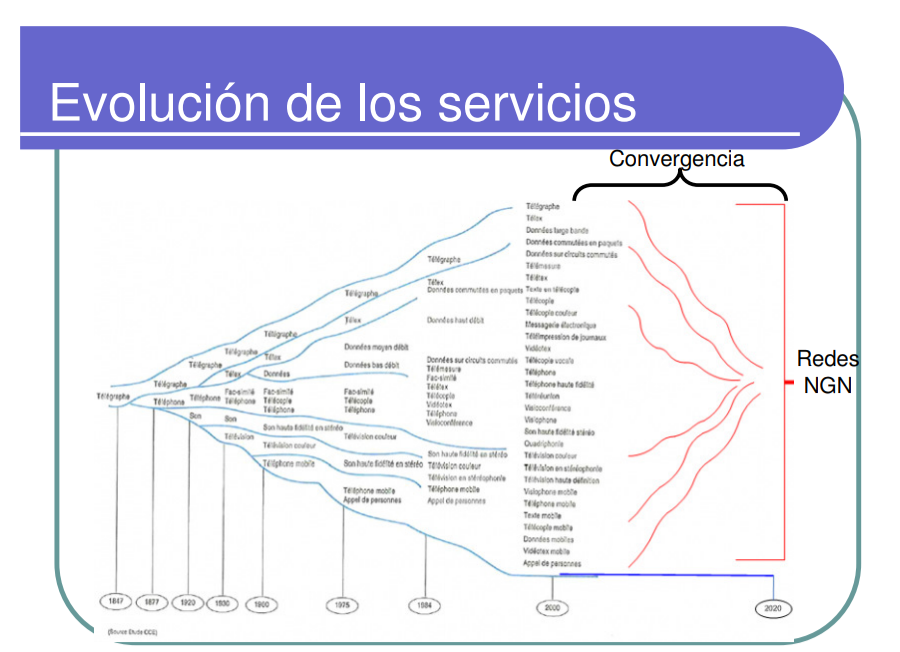 Evolución de los servicios
Convergencia
Télégraphe
Télégraphe
Télégraphe
Télégraphe
Télégraphe
Télégraphe
Télégraphe
Téléphone
Téléphone
Son
Télégraphe
Télex
Téléphone
Son
Télévision
Télex
Données
Fac-similé
Télécopie
Téléphone
Son haute fidélité en stéréo
Télévision couleur
Téléphone mobile
Télex
Données moyen débit
Données bas débit
Fac-similé
Télécopie
Téléphone
Télévision couleur
Son haute fidélité en stéréo
Téléphone mobile
Appel de personnes
Télex
Données commutées en paquets
Données haut débit
Données sur circuits commutés
Télémesure
Fac-similé
Télétex
Télécopie
Vidéotex
Téléphone
Visioconférence
Son haute fidélité en stéréo
Télévision couleur
Télévision en stéréophonie
Téléphone mobile
Appel de personnes
Télex
Données large bande
Données commutées en paquets
Données sur circuits commutés
Télémesure
Télétex
Texte en télécopie
Télécopie
Télécopie couleur
Messagerie électronique
Téléimpression de journaux
Vidéotex
Télécopie vocale
Téléphone
Téléphone haute fidélité
Téléréunion
Visioconférence
Visiophone
Son haute fidélité stéréo
Quadriphonie
Télévision couleur
Télévision en stéréophonie
Télévision haute définition
Visiophone mobile
Téléphone mobile
Texte mobile
Télécopie mobile
Données mobiles
Vidéotex mobile
Appel de personnes
Redes
NGN
1847
1877
1920
1930
1975
1984
2000
2020
(Source Etude CCE)